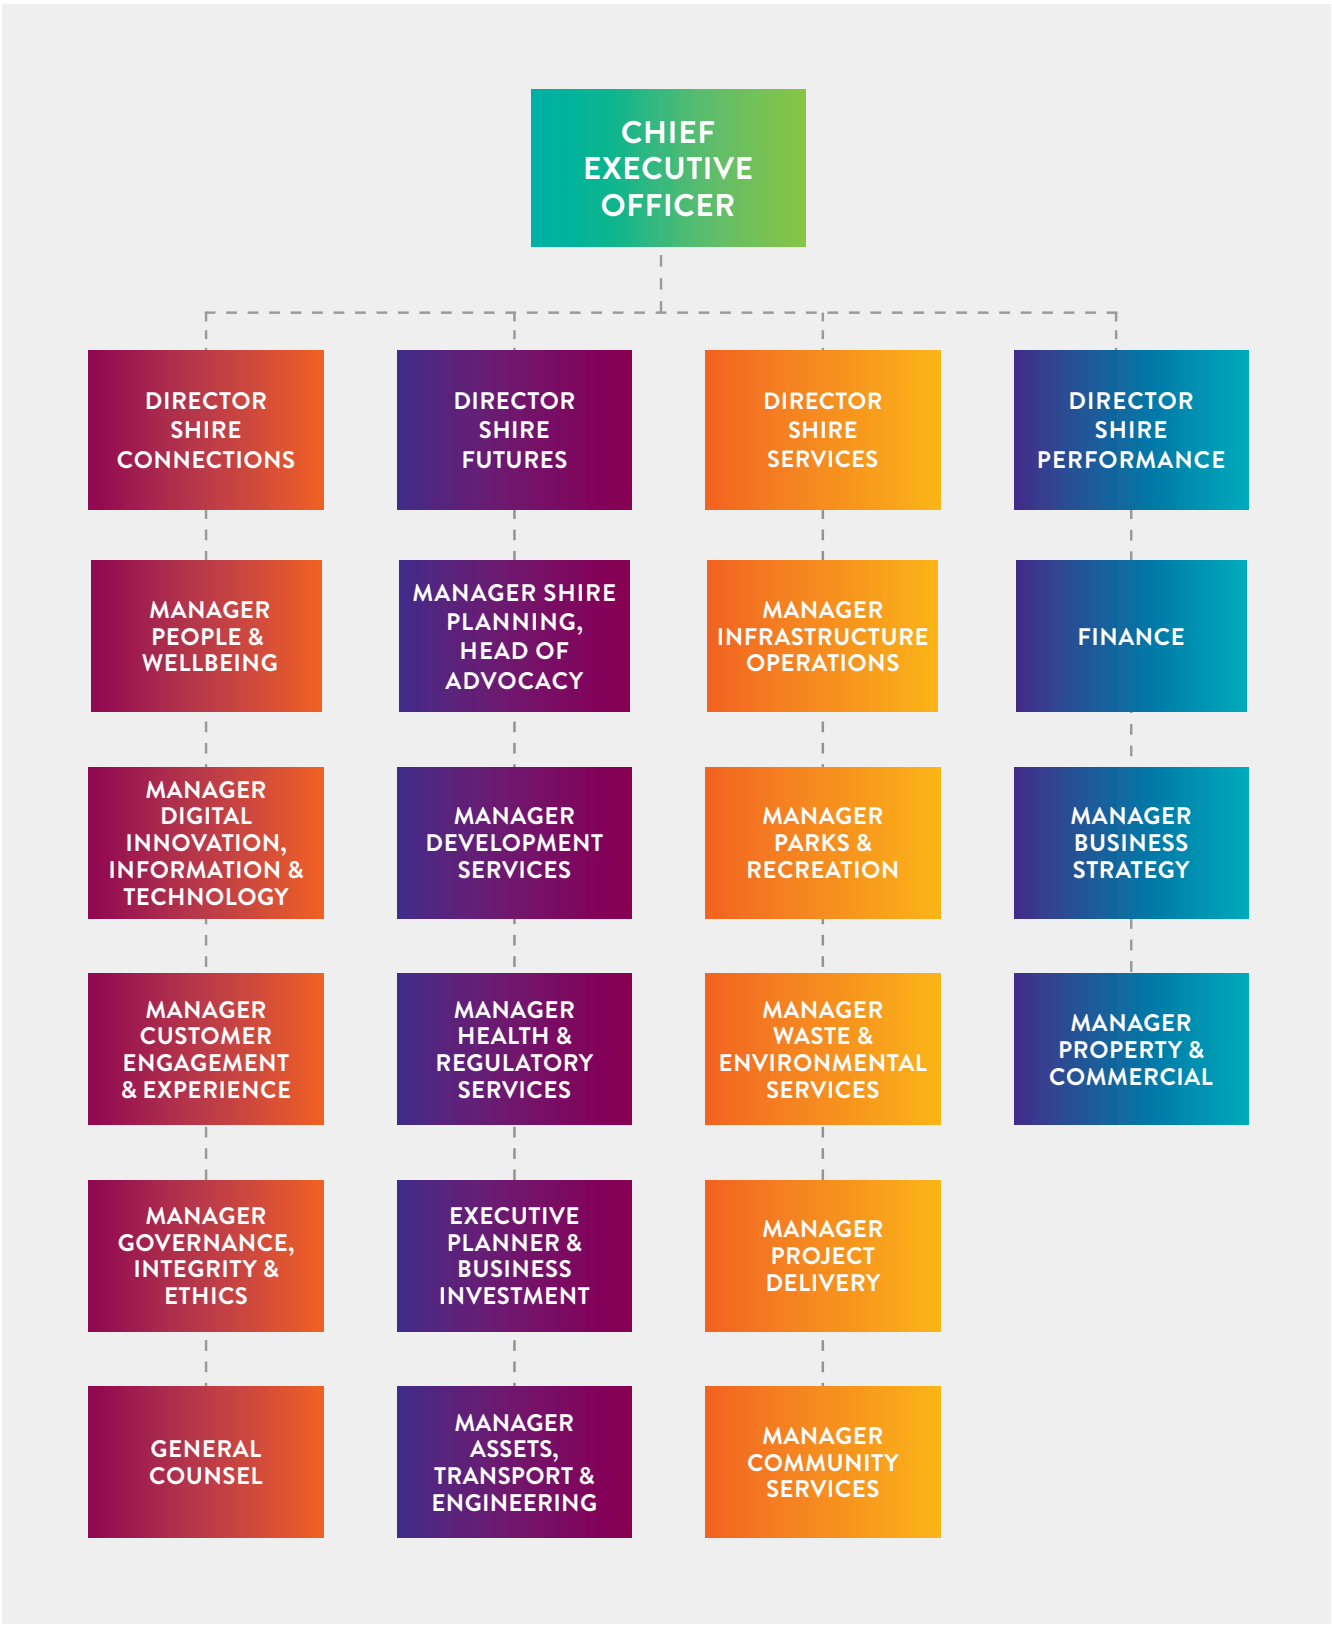 CHIEF
EXECUTIVE
OFFICER
DIRECTOR
SHIRE
CONNECTIONS
DIRECTOR
SHIRE
FUTURES
DIRECTOR
SHIRE
SERVICES
DIRECTOR
SHIRE
PERFORMANCE
MANAGER
PEOPLE &
WELLBEING
MANAGER SHIRE
PLANNING,
HEAD OF
ADVOCACY
MANAGER
INFRASTRUCTURE
OPERATIONS
FINANCE
MANAGER
DIGITAL
INNOVATION,
INFORMATION &
TECHNOLOGY
MANAGER
DEVELOPMENT
SERVICES
MANAGER
PARKS &
RECREATION
MANAGER
BUSINESS
STRATEGY
MANAGER
CUSTOMER
ENGAGEMENT
& EXPERIENCE
MANAGER
HEALTH &
REGULATORY
SERVICES
MANAGER
WASTE &
ENVIRONMENTAL
SERVICES
MANAGER
PROPERTY &
COMMERCIAL
MANAGER
GOVERNANCE,
INTEGRITY &
ETHICS
EXECUTIVE
PLANNER &
BUSINESS
INVESTMENT
MANAGER
PROJECT
DELIVERY
GENERAL
COUNSEL
MANAGER
ASSETS,
TRANSPORT &
ENGINEERING
MANAGER
COMMUNITY
SERVICES